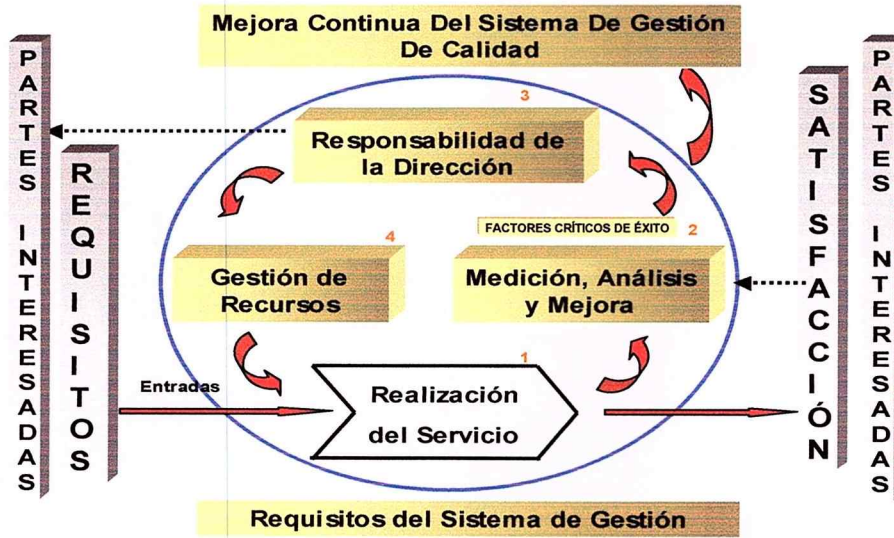 Mejora Continua Del Sistema De Gestión
De Calidad
PARTES INTERESADAS
REQUISITOS
3
Responsabilidad de
la Dirección
FACTORES CRÍTICOS DE ÉXITO
2
4
Gestión de
Recursos
Medición, Análisis
y Mejora
1
Entradas
Realización
del Servicio
SATISFACCIÓN
PARTES INTERESADAS
Requisitos del Sistema de Gestión